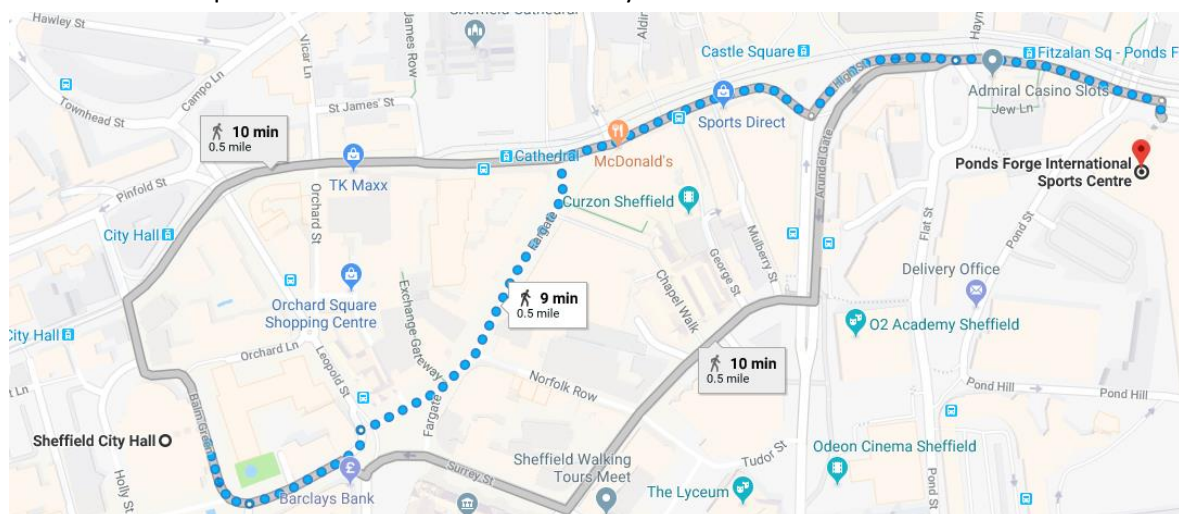 Hawley St
Vicar Ln
James Row
Castle Square
Fitzalan Sq - Ponds F
High St
Campo Ln
Townhead St
St James' St
Admiral Casino Slots
Jew Ln
Sports Direct
10 min
0.5 mile
McDonald's
Cathedral
Arundel Gate
Ponds Forge International
Sports Centre
TK Maxx
Pinfold St
Orchard St
Curzon Sheffield
Fargate
Mulberry St
City Hall
Flat St
Pond St
George St
Delivery Office
Chapel Walk
9 min
0.5 mile
Orchard Square
Shopping Centre
Exchange Gateway
City Hall
O2 Academy Sheffield
Orchard Ln
Leopold St
10 min
0.5 mile
Norfolk Row
Pond Hill
Pond Hill
Balm Green
Fargate
Sheffield City Hall
Odeon Cinema Sheffield
Surrey St
Sheffield Walking
Tours Meet
Tudor St
Holly St
Barclays Bank
The Lyceum
Pond St